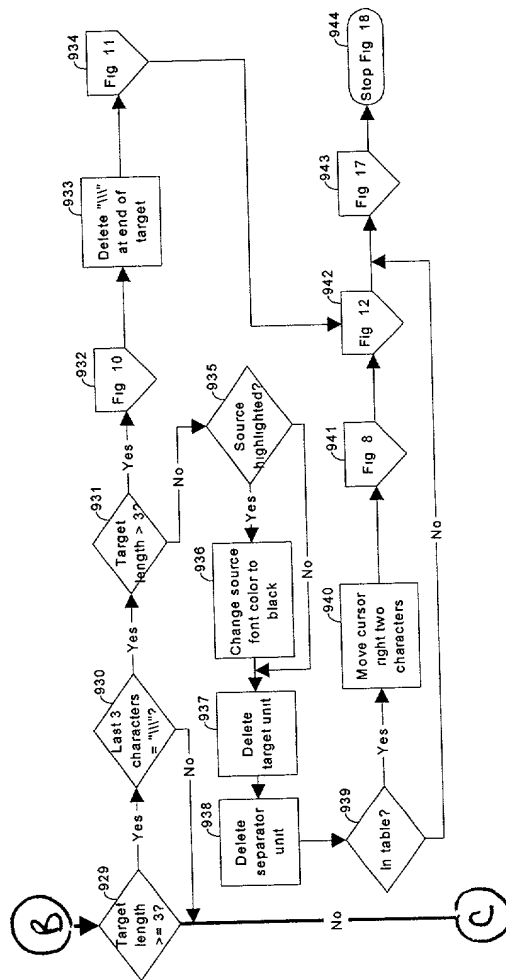 B
929
Target
length
>= 3?
Yes
No
930
Last 3
characters
= "\\\"?
Yes
No
931
Target
length > 3?
Yes
No
932
Fig 10
933
Delete "\\\"
at end of
target
934
Fig 11
935
Source
highlighted?
Yes
No
936
Change source
font color to
black
937
Delete
target unit
938
Delete
separator
unit
939
In table?
Yes
No
940
Move cursor
right two
characters
941
Fig 8
942
Fig 12
943
Fig 17
944
Stop Fig 18
C